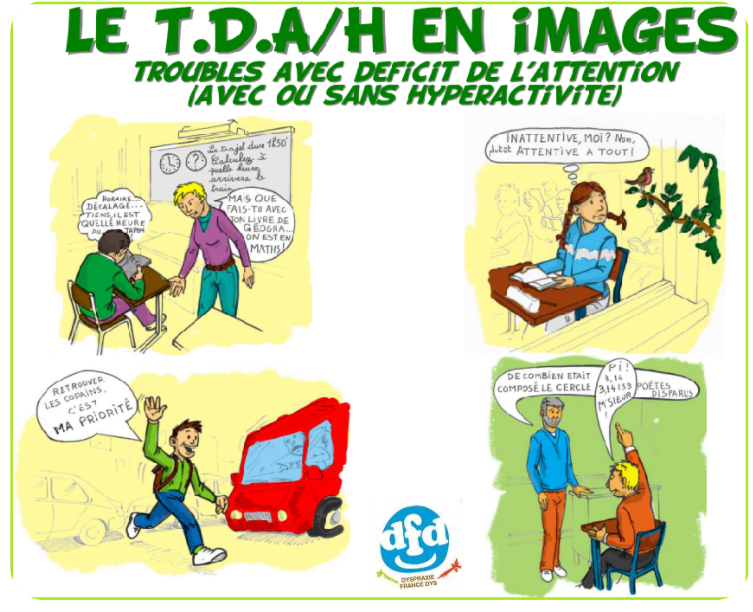 LE T.D.A/H EN iMAGES
TROUBLES AVEC DEFiCiT DE L'ATTENTiON
(AVEC OU SANS HYPERACTiViTE)
Le trajet dure 1h30'
Calculez à
quelle heure
arrivera le
train
HORAIRE
DÉCALAGE...
TIENS, IL EST
QUELLE HEURE
AU
MAIS QUE
FAIS-TU AVEC
TON LIVRE DE
GÉOGRA...
ON EST EN
MATHS!
INATTENTIVE, MOI? Non,
plutôt ATTENTIVE A TOUT!
RETROUVER
LES COPAINS,
C'EST
MA PRIORITÉ
DE COMBIEN ETAIT
COMPOSÉ LE CERCLE
Pi!
3,14
3,14159
M'SIEUR
!
POÈTES
DISPARUS
dfd
DYSPRAXIE
FRANCE DYS